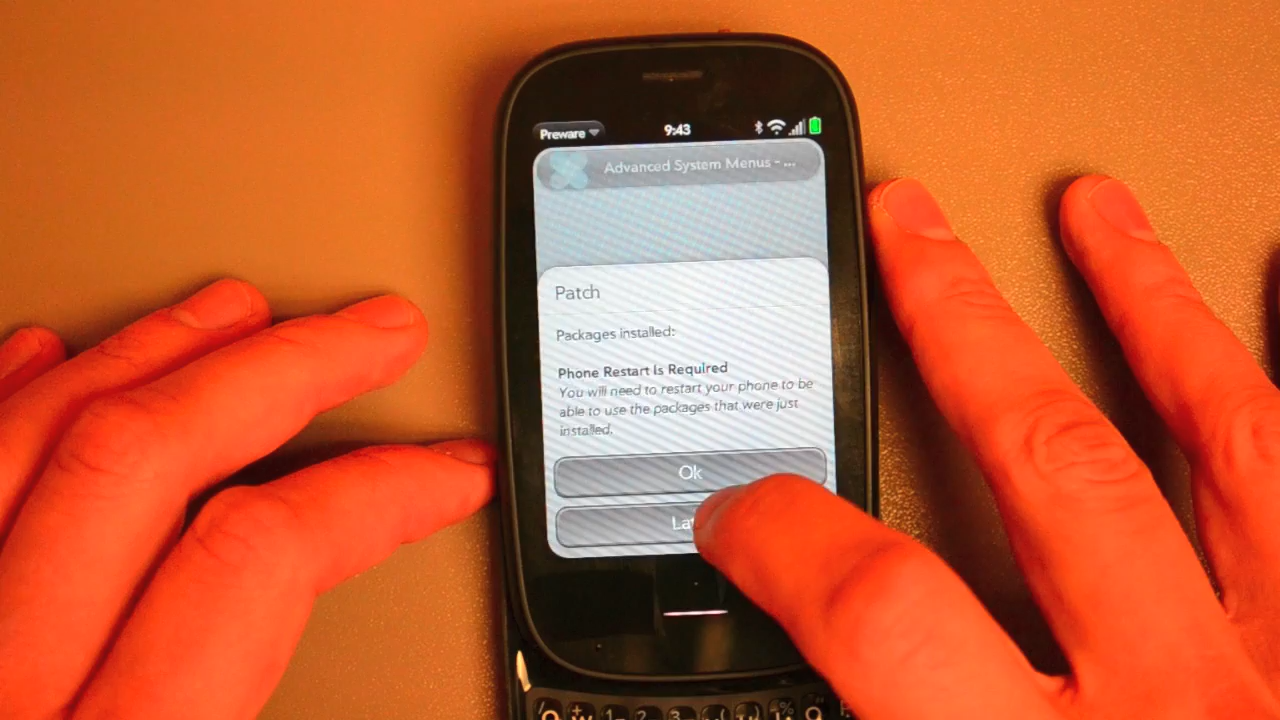 Preware
9:43
Advanced System Menus - ...
Patch
Packages installed:
Phone Restart Is Required
You will need to restart your phone to be
able to use the packages that were just
installed.
Ok